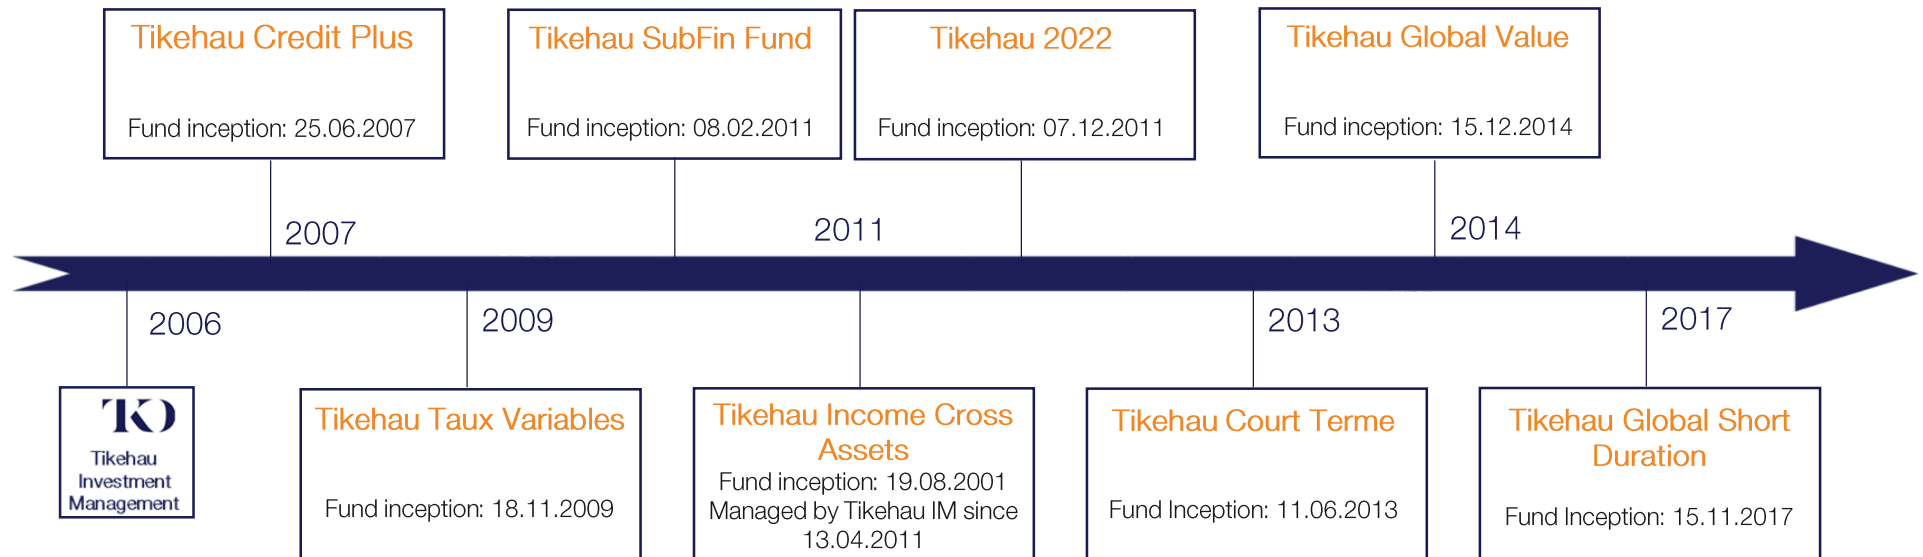 Tikehau Credit Plus
Fund inception: 25.06.2007
Tikehau SubFin Fund
Fund inception: 08.02.2011
Tikehau 2022
Fund inception: 07.12.2011
Tikehau Global Value
Fund inception: 15.12.2014
2007
2011
2014
2006
2009
2013
2017
TKO
Tikehau
Investment
Management
Tikehau Taux Variables
Fund inception: 18.11.2009
Tikehau Income Cross
Assets
Fund inception: 19.08.2001
Managed by Tikehau IM since
13.04.2011
Tikehau Court Terme
Fund Inception: 11.06.2013
Tikehau Global Short
Duration
Fund Inception: 15.11.2017